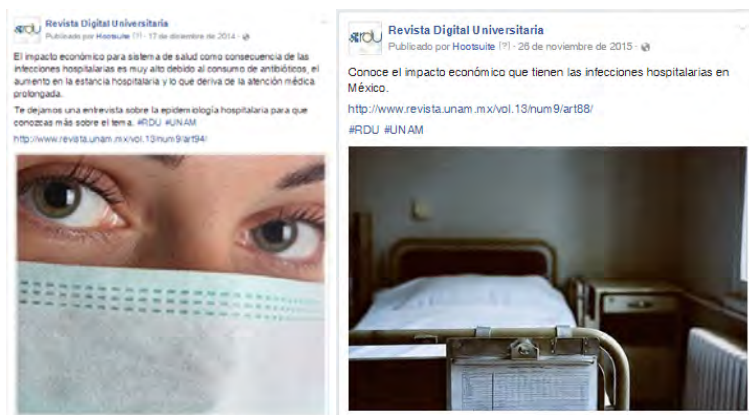 Revista Digital Universitaria
Publicado por Hootsuite [?] · 17 de diciembre de 2014 ·
El impacto económico para sistema de salud como consecuencia de las
infecciones hospitalarias es muy alto debido al consumo de antibióticos, el
aumento en la estancia hospitalaria y lo que deriva de la atención médica
prolongada.
Te dejamos una entrevista sobre la epidemiología hospitalaria para que
conozcas más sobre el tema. #RDU #UNAM
http://www.revista.unam.mx/vol.13/num9/art94/
rdu
Revista Digital Universitaria
Publicado por Hootsuite [?] · 26 de noviembre de 2015 ·
Conoce el impacto económico que tienen las infecciones hospitalarias en
México.
http://www.revista.unam.mx/vol.13/num9/art88/
#RDU #UNAM